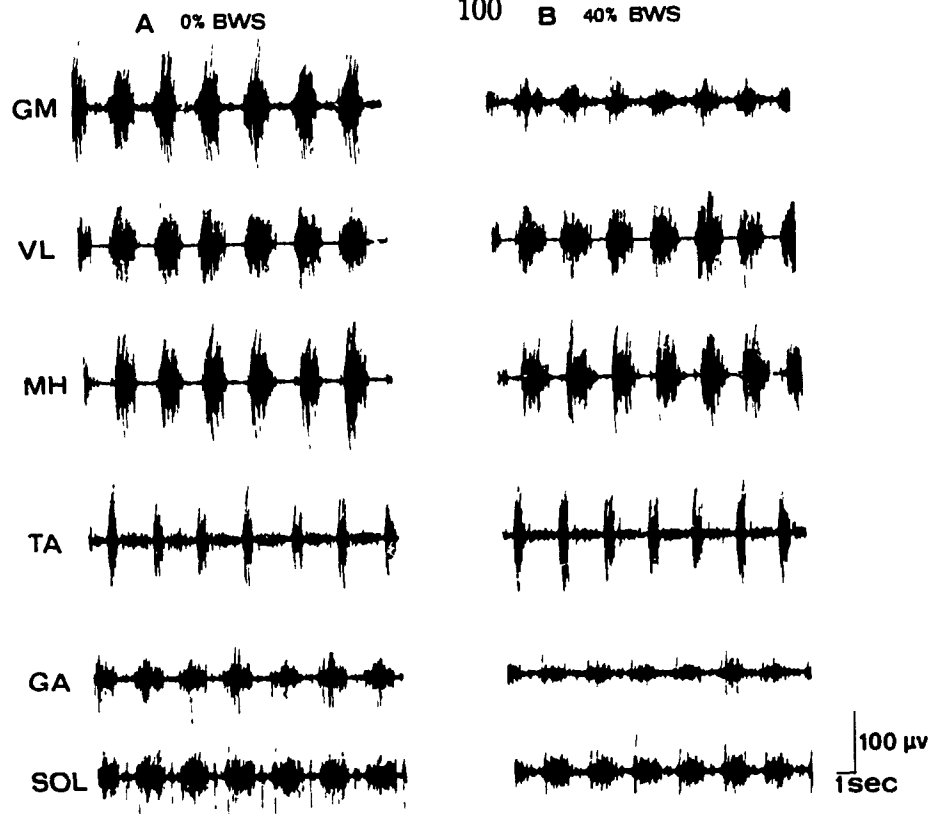 A 0% BWS
100 B 40% BWS
GM
VL
MH
TA
GA
SOL
100 μv
1sec